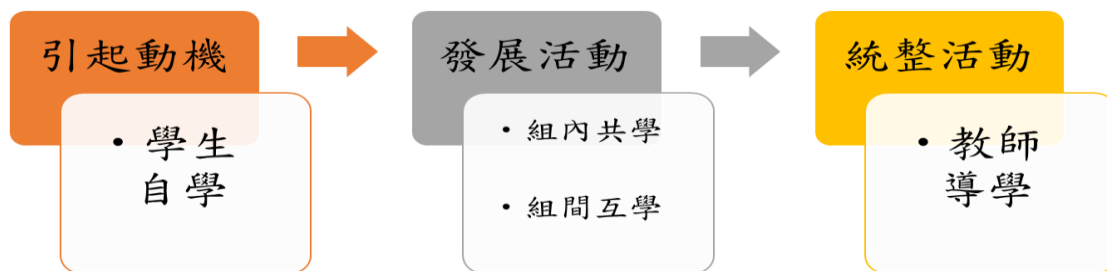 引起動機
• 學生
自學
發展活動
• 組內共學
• 組間互學
統整活動
• 教師
導學